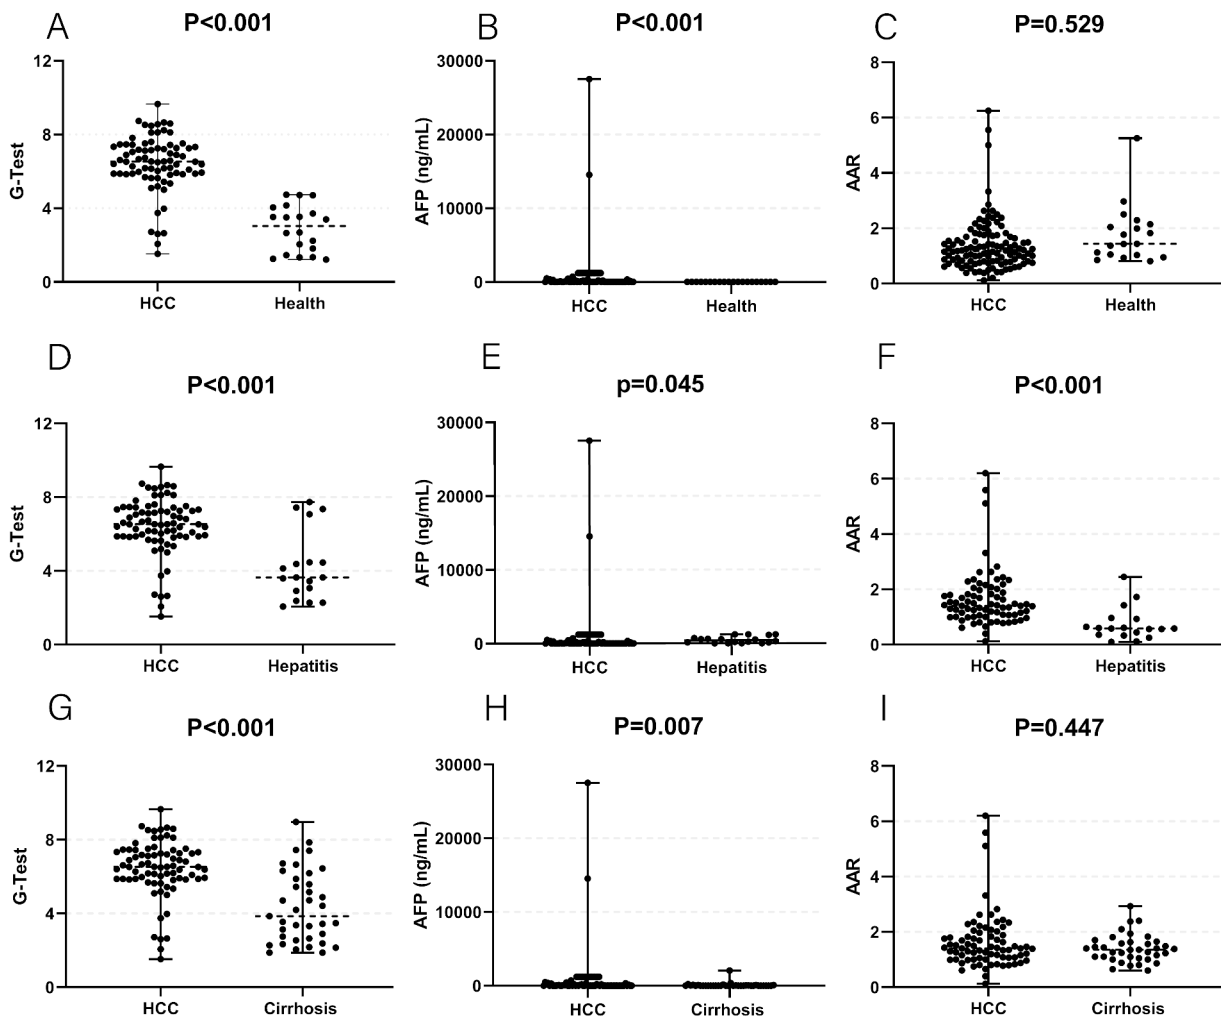 A
P<0.001
G-Test
12
8
4
0
HCC
Health
B
P<0.001
AFP (ng/mL)
30000
20000
10000
0
HCC
Health
C
P=0.529
AAR
8
6
4
2
0
HCC
Health
D
P<0.001
G-Test
12
8
4
0
HCC
Hepatitis
E
p=0.045
AFP (ng/mL)
30000
20000
10000
0
HCC
Hepatitis
F
P<0.001
AAR
8
6
4
2
0
HCC
Hepatitis
G
P<0.001
G-Test
12
8
4
0
HCC
Cirrhosis
H
P=0.007
AFP (ng/mL)
30000
20000
10000
0
HCC
Cirrhosis
I
P=0.447
AAR
8
6
4
2
0
HCC
Cirrhosis